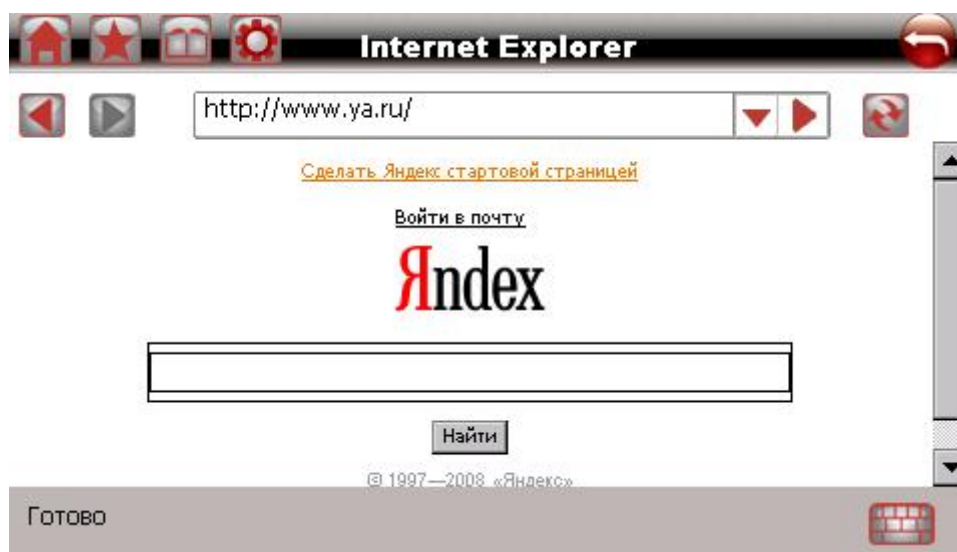 Internet Explorer
http://www.ya.ru/
Сделать Яндекс стартовой страницей
Войти в почту
Яndex
Найти
© 1997—2008 «Яндекс»
Готово